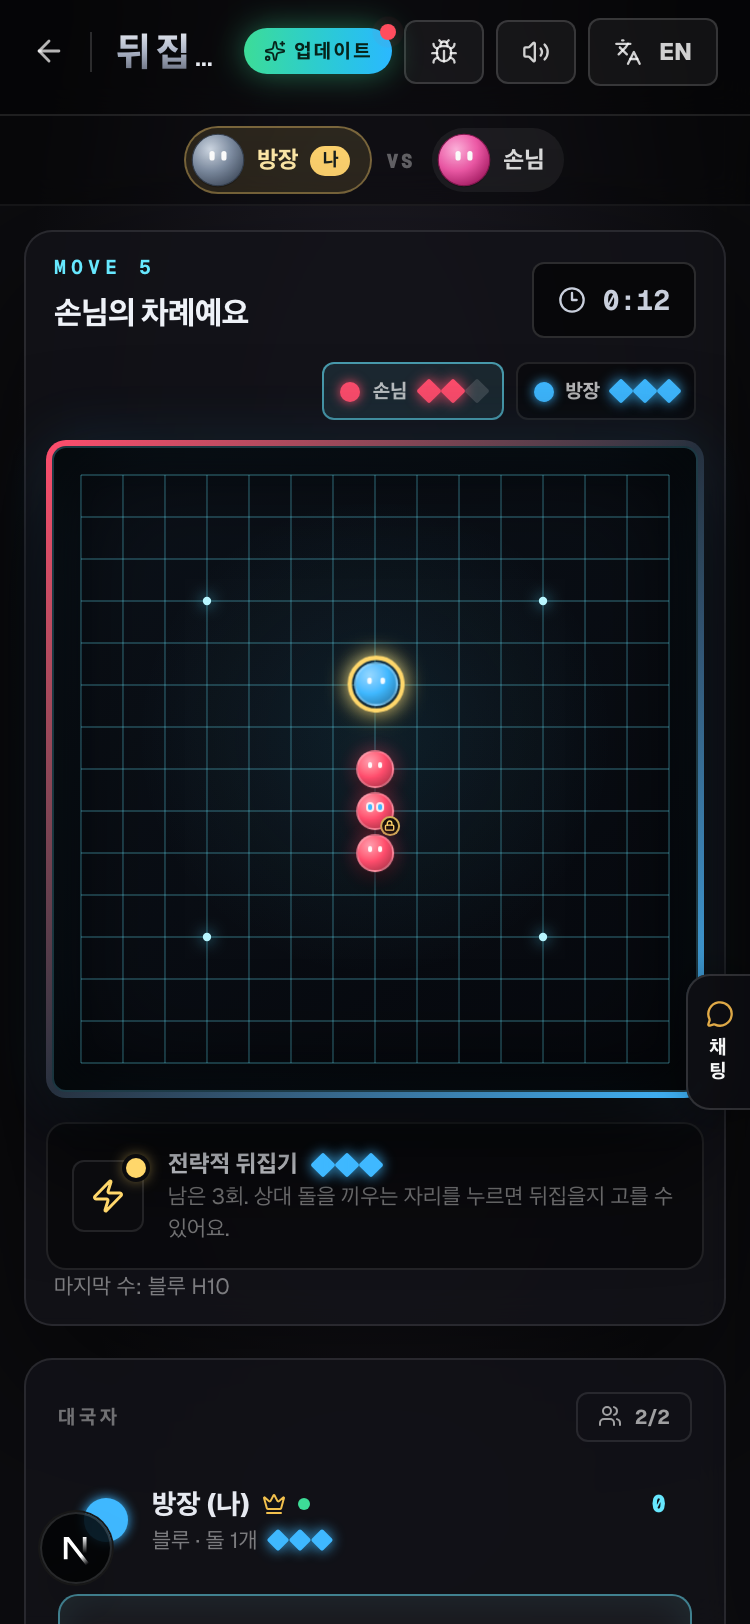 뒤집…
업데이트
EN
방장 나 VS 손님
MOVE 5
손님의 차례예요
0:12
손님
방장
채팅
전략적 뒤집기
남은 3회. 상대 돌을 끼우는 자리를 누르면 뒤집을지 고를 수
있어요.
마지막 수: 블루 H10
대국자
2/2
방장 (나)
0
블루 · 돌 1개
N